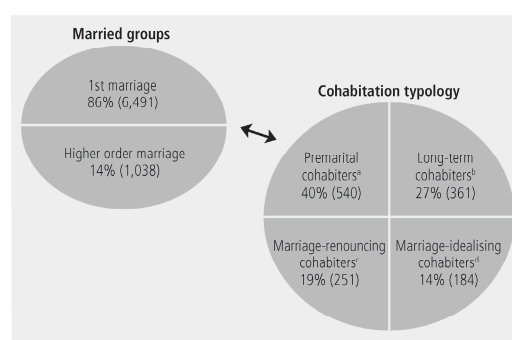 Married groups
1st marriage
86% (6,491)
Higher order marriage
14% (1,038)
Cohabitation typology
Premarital
cohabitersᵃ
40% (540)
Long-term
cohabitersᵇ
27% (361)
Marriage-renouncing
cohabitersᶜ
19% (251)
Marriage-idealising
cohabitersᵈ
14% (184)